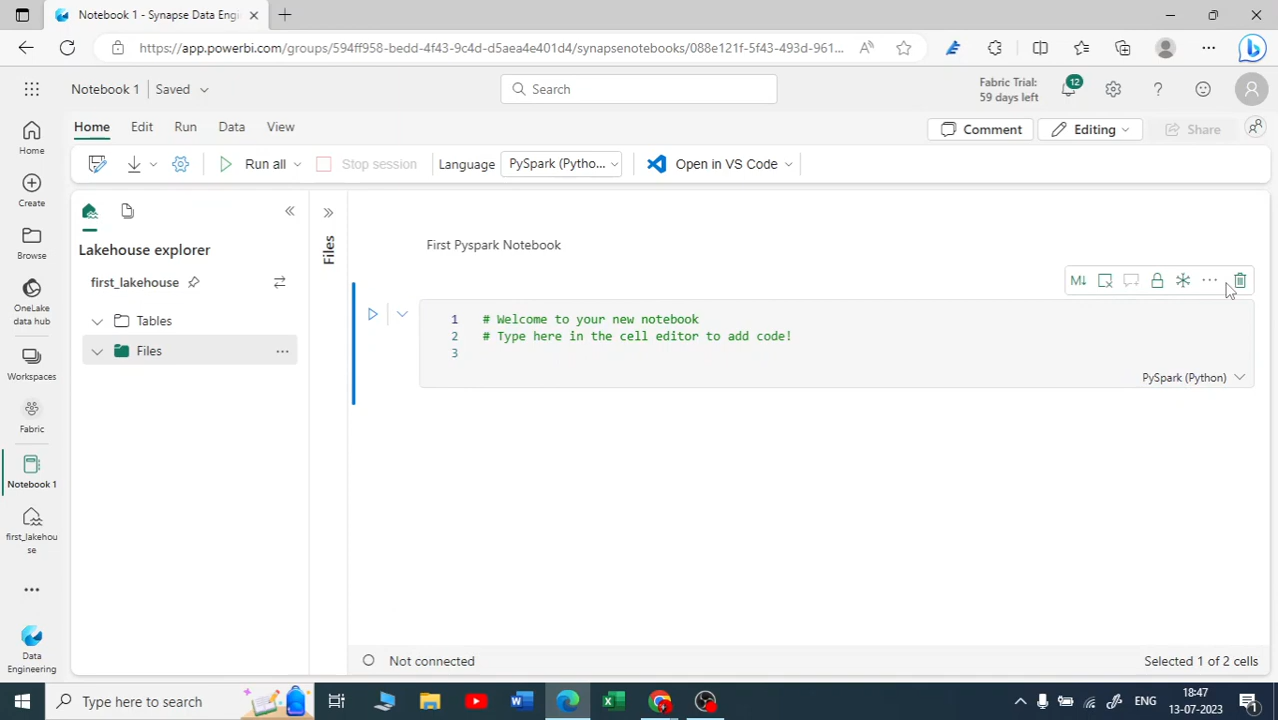 Notebook 1 - Synapse Data Engi
https://app.powerbi.com/groups/594ff958-bedd-4f43-9c4d-d5aea4e401d4/synapsenotebooks/088e121f-5f43-493d-961...
Notebook 1 Saved
Search
Fabric Trial:
59 days left
12
Home Edit Run Data View
Comment Editing Share
Run all Stop session Language PySpark (Pytho... Open in VS Code
Home
Create
Browse
OneLake
data hub
Workspaces
Fabric
Notebook 1
first_lakehou
se
Data
Engineering
Lakehouse explorer
first_lakehouse
Tables
Files
Files
First Pyspark Notebook
M↓
1 # Welcome to your new notebook
2 # Type here in the cell editor to add code!
3
PySpark (Python)
Not connected
Selected 1 of 2 cells
Type here to search
ENG
18:47
13-07-2023
1